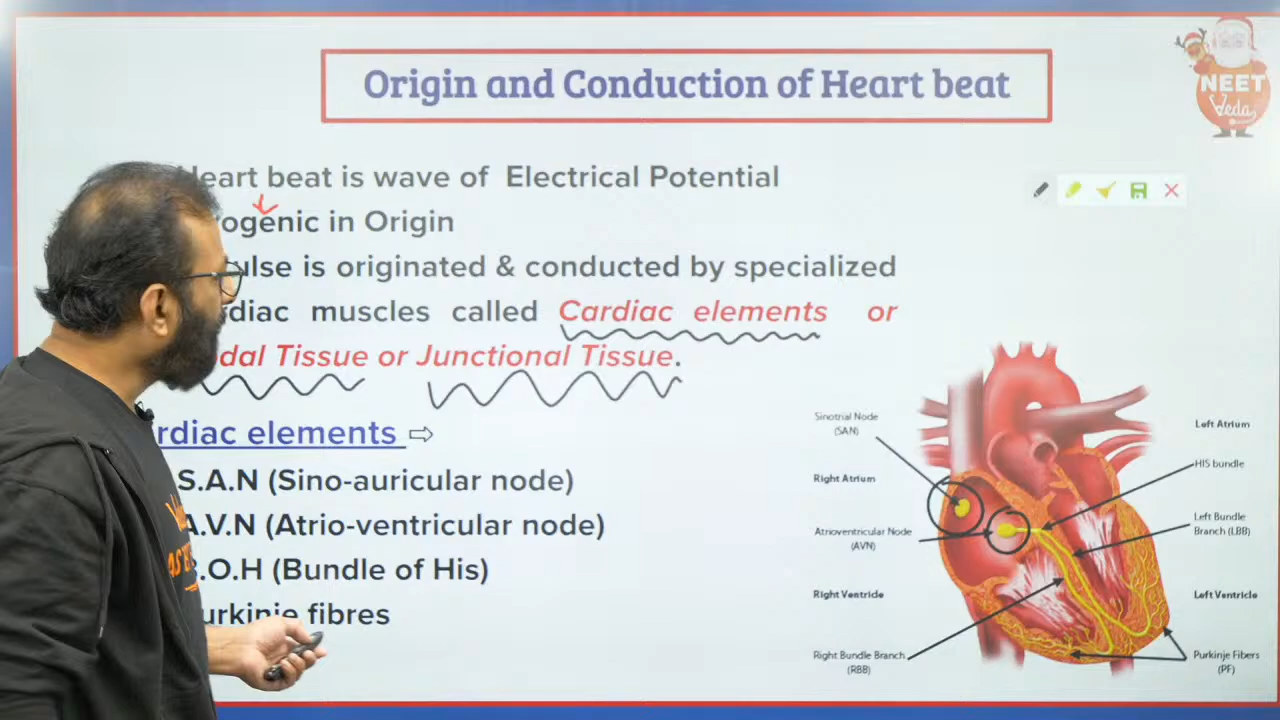 Origin and Conduction of Heart beat
NEET
Veda
Heart beat is wave of Electrical Potential
ogenic in Origin
ulse is originated & conducted by specialized
diac muscles called Cardiac elements or
dal Tissue or Junctional Tissue.
rdiac elements ⇨
S.A.N (Sino-auricular node)
A.V.N (Atrio-ventricular node)
B.O.H (Bundle of His)
urkinje fibres
Sinotrial Node
(SAN)
Left Atrium
HIS bundle
Right Atrium
Left Bundle
Branch (LBB)
Atrioventricular Node
(AVN)
Right Ventricle
Left Ventricle
Right Bundle Branch
(RBB)
Purkinje Fibers
(PF)